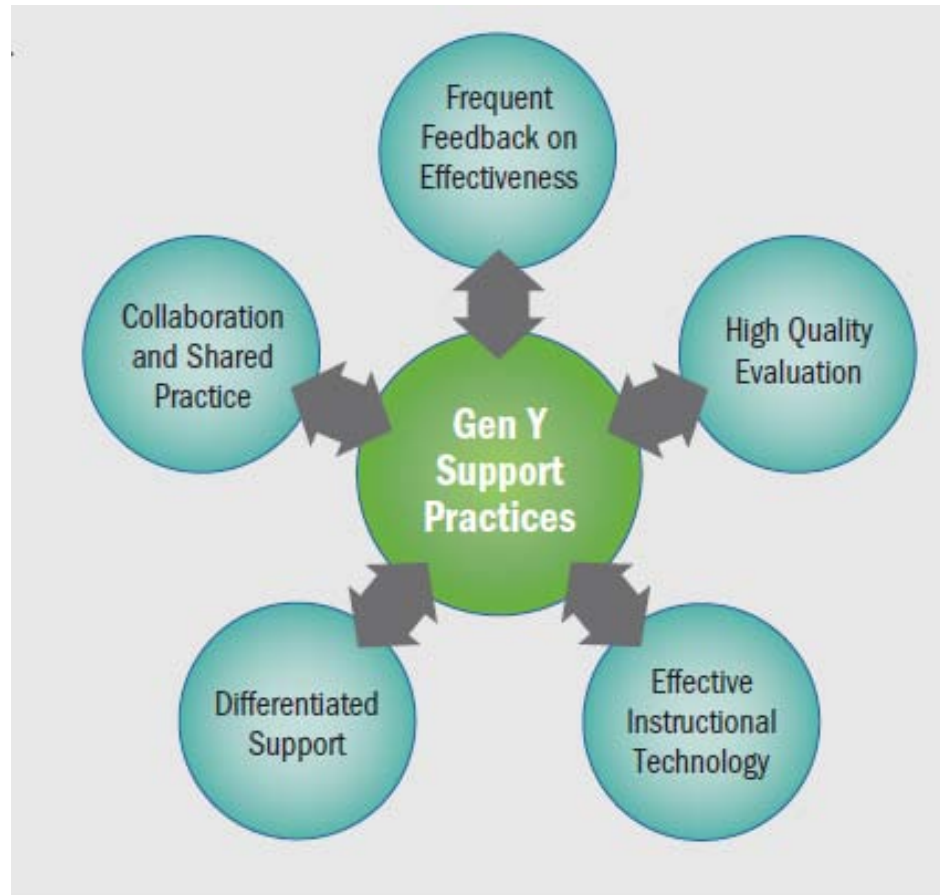 Frequent
Feedback on
Effectiveness
Collaboration
and Shared
Practice
High Quality
Evaluation
Gen Y
Support
Practices
Differentiated
Support
Effective
Instructional
Technology